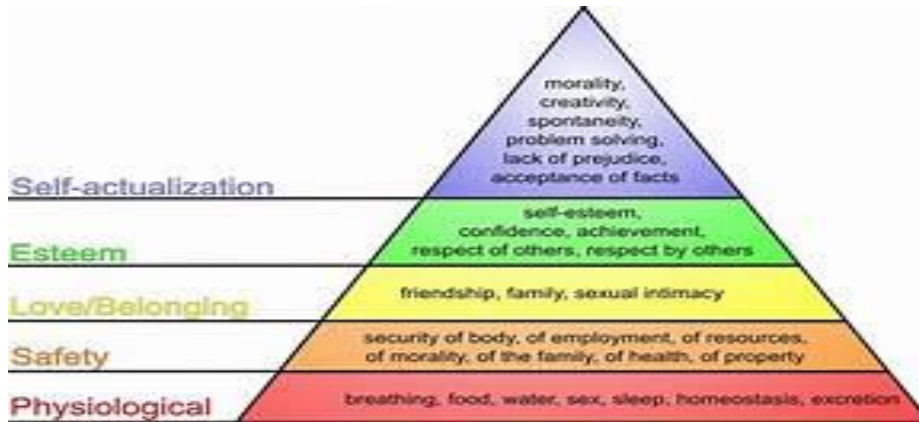 morality,
creativity,
spontaneity,
problem solving,
lack of prejudice,
acceptance of facts
Self-actualization
self-esteem,
confidence, achievement,
respect of others, respect by others
Esteem
friendship, family, sexual intimacy
Love/Belonging
security of body, of employment, of resources,
of morality, of the family, of health, of property
Safety
breathing, food, water, sex, sleep, homeostasis, excretion
Physiological